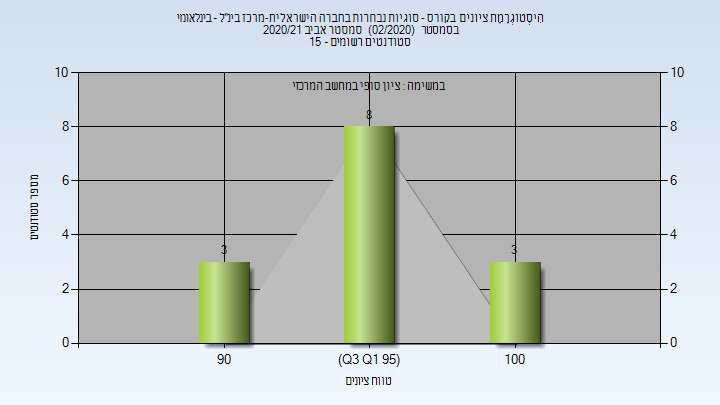 היסטוגרמת ציונים בקורס - סוגיות נבחרות בחברה הישראלית-מרכז בינ"ל - בינלאומי
בסמסטר (02/2020) סמסטר אביב 2020/21
סטודנטים רשומים - 15
במשימה : ציון סופי במחשב המרכזי
10
8
6
4
2
0
10
8
6
4
2
0
מספר סטודנטים
3
8
3
90
(Q3 Q1 95)
100
טווח ציונים